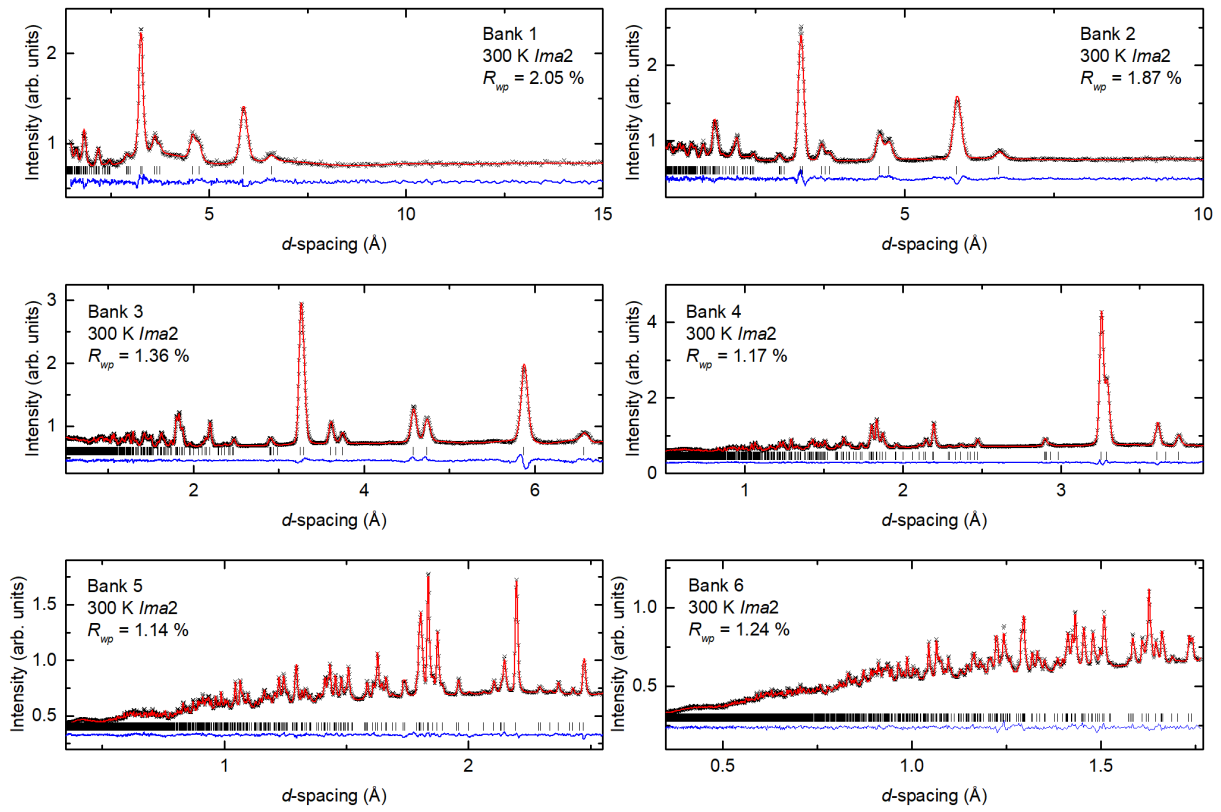 Bank 1
300 K Ima2
Rwp = 2.05 %
Intensity (arb. units)
2
1
5
10
15
d-spacing (Å)
Bank 2
300 K Ima2
Rwp = 1.87 %
Intensity (arb. units)
2
1
5
10
d-spacing (Å)
Bank 3
300 K Ima2
Rwp = 1.36 %
Intensity (arb. units)
3
2
1
2
4
6
d-spacing (Å)
Bank 4
300 K Ima2
Rwp = 1.17 %
Intensity (arb. units)
4
2
0
1
2
3
d-spacing (Å)
Bank 5
300 K Ima2
Rwp = 1.14 %
Intensity (arb. units)
1.5
1.0
0.5
1
2
d-spacing (Å)
Bank 6
300 K Ima2
Rwp = 1.24 %
Intensity (arb. units)
1.0
0.5
0.5
1.0
1.5
d-spacing (Å)